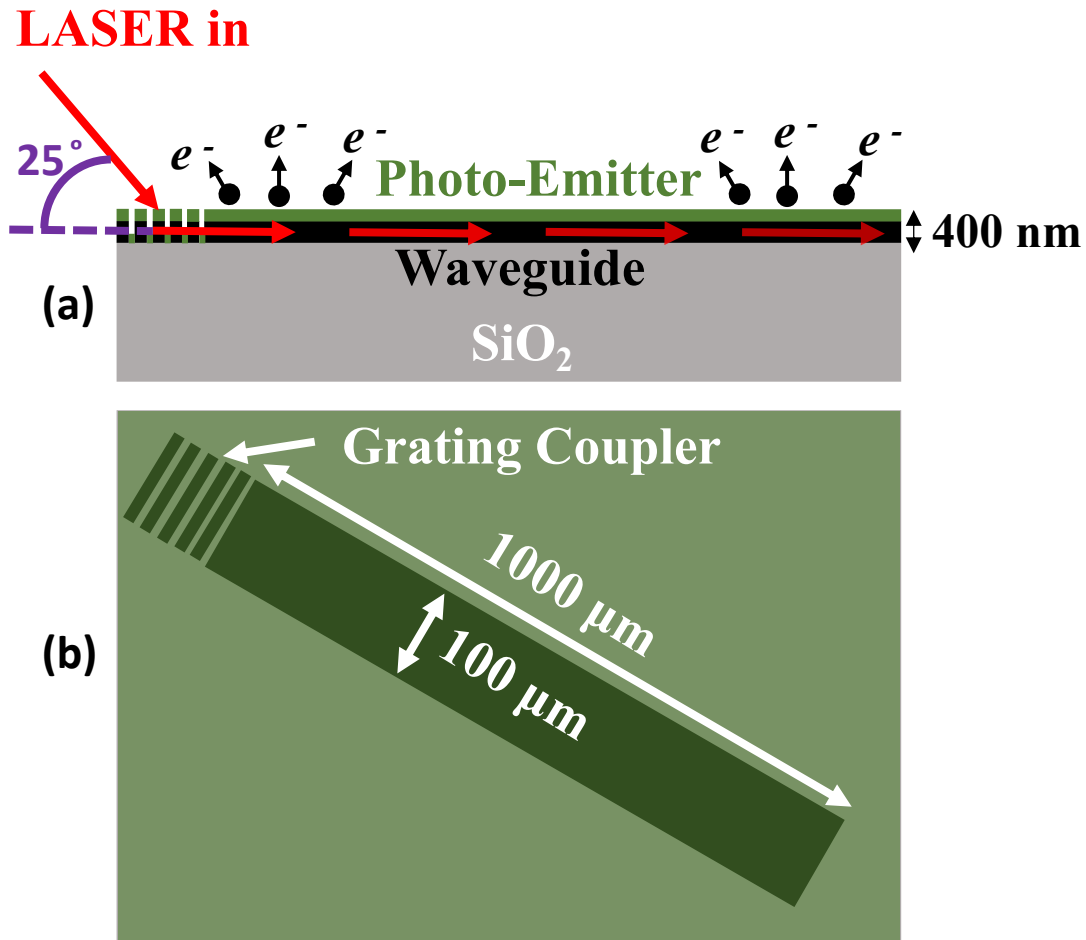 LASER in
25°
e - e - e - e - e - e -
Photo-Emitter
400 nm
Waveguide
(a)
SiO₂
Grating Coupler
1000 µm
(b)
100 µm